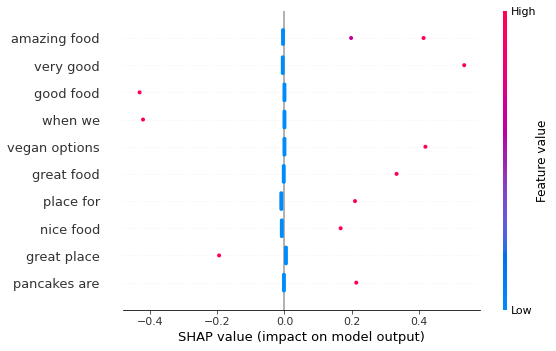 High
amazing food
very good
good food
when we
vegan options
great food
place for
nice food
great place
pancakes are
Feature value
Low
−0.4 −0.2 0.0 0.2 0.4
SHAP value (impact on model output)